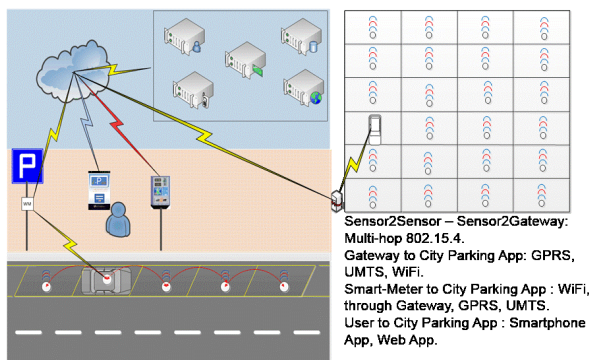 P
P
WM
Sensor2Sensor – Sensor2Gateway:
Multi-hop 802.15.4.
Gateway to City Parking App: GPRS,
UMTS, WiFi.
Smart-Meter to City Parking App : WiFi,
through Gateway, GPRS, UMTS.
User to City Parking App : Smartphone
App, Web App.